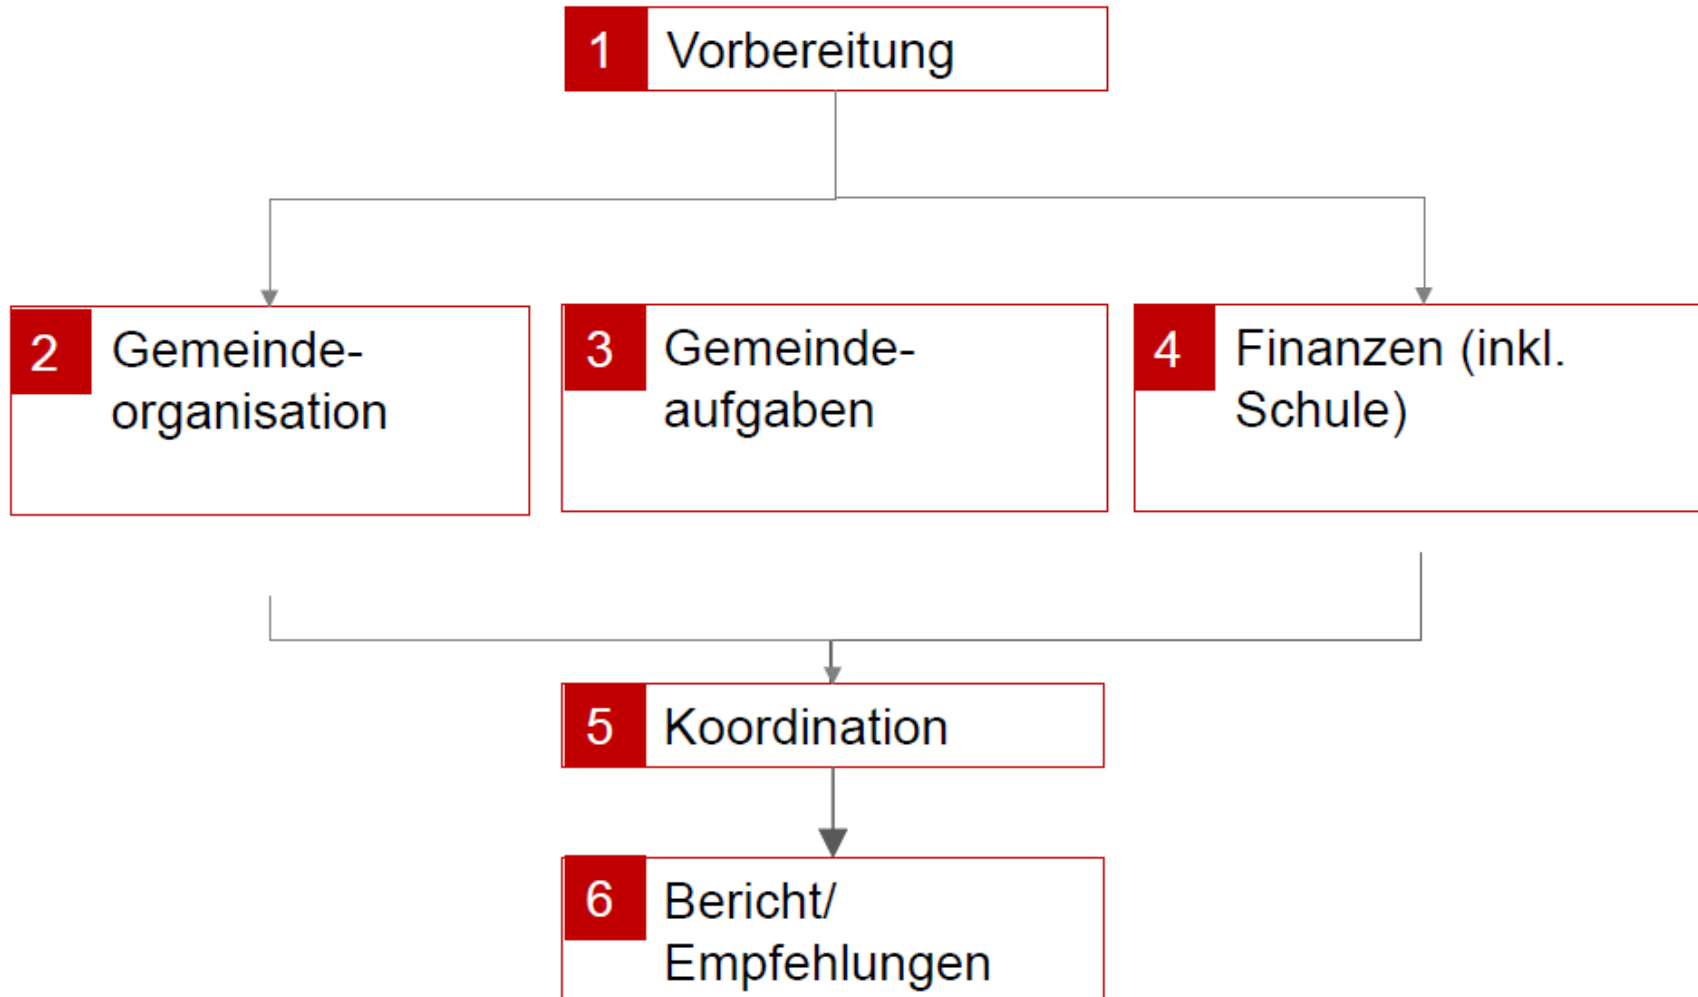 1 Vorbereitung
2 Gemeinde-
organisation
3 Gemeinde-
aufgaben
4 Finanzen (inkl.
Schule)
5 Koordination
6 Bericht/
Empfehlungen